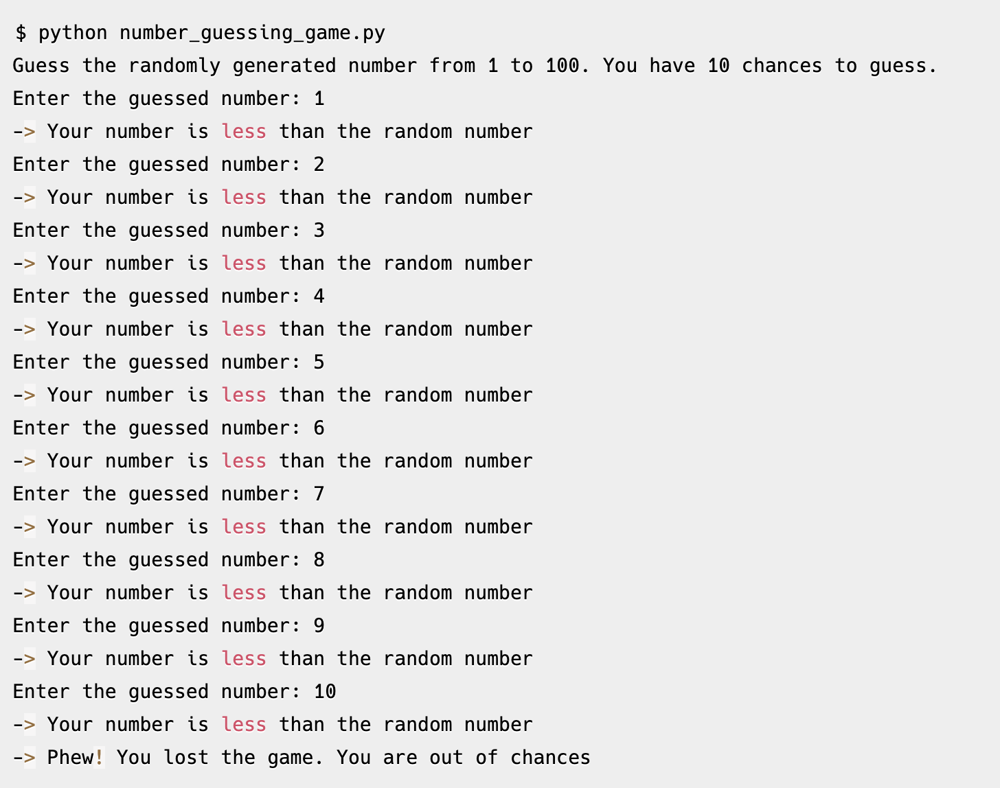 $ python number_guessing_game.py
Guess the randomly generated number from 1 to 100. You have 10 chances to guess.
Enter the guessed number: 1
-> Your number is less than the random number
Enter the guessed number: 2
-> Your number is less than the random number
Enter the guessed number: 3
-> Your number is less than the random number
Enter the guessed number: 4
-> Your number is less than the random number
Enter the guessed number: 5
-> Your number is less than the random number
Enter the guessed number: 6
-> Your number is less than the random number
Enter the guessed number: 7
-> Your number is less than the random number
Enter the guessed number: 8
-> Your number is less than the random number
Enter the guessed number: 9
-> Your number is less than the random number
Enter the guessed number: 10
-> Your number is less than the random number
-> Phew! You lost the game. You are out of chances